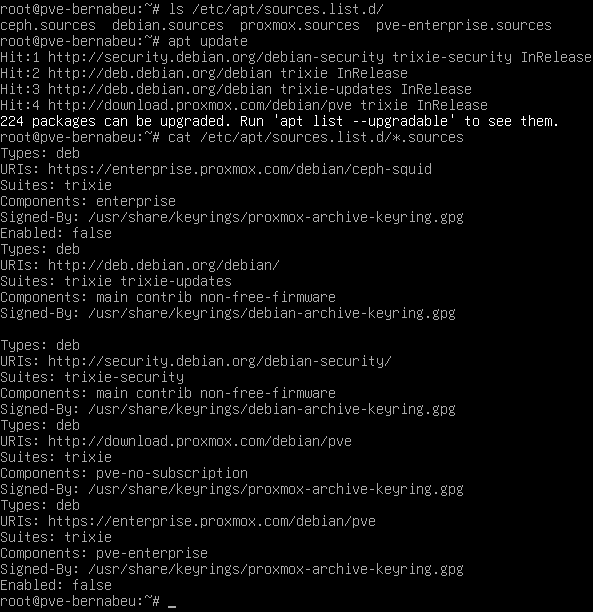 root@pve-bernabeu:~# ls /etc/apt/sources.list.d/
ceph.sources  debian.sources  proxmox.sources  pve-enterprise.sources
root@pve-bernabeu:~# apt update
Hit:1 http://security.debian.org/debian-security trixie-security InRelease
Hit:2 http://deb.debian.org/debian trixie InRelease
Hit:3 http://deb.debian.org/debian trixie-updates InRelease
Hit:4 http://download.proxmox.com/debian/pve trixie InRelease
224 packages can be upgraded. Run 'apt list --upgradable' to see them.
root@pve-bernabeu:~# cat /etc/apt/sources.list.d/*.sources
Types: deb
URIs: https://enterprise.proxmox.com/debian/ceph-squid
Suites: trixie
Components: enterprise
Signed-By: /usr/share/keyrings/proxmox-archive-keyring.gpg
Enabled: false
Types: deb
URIs: http://deb.debian.org/debian/
Suites: trixie trixie-updates
Components: main contrib non-free-firmware
Signed-By: /usr/share/keyrings/debian-archive-keyring.gpg

Types: deb
URIs: http://security.debian.org/debian-security/
Suites: trixie-security
Components: main contrib non-free-firmware
Signed-By: /usr/share/keyrings/debian-archive-keyring.gpg
Types: deb
URIs: http://download.proxmox.com/debian/pve
Suites: trixie
Components: pve-no-subscription
Signed-By: /usr/share/keyrings/proxmox-archive-keyring.gpg
Types: deb
URIs: https://enterprise.proxmox.com/debian/pve
Suites: trixie
Components: pve-enterprise
Signed-By: /usr/share/keyrings/proxmox-archive-keyring.gpg
Enabled: false
root@pve-bernabeu:~# _